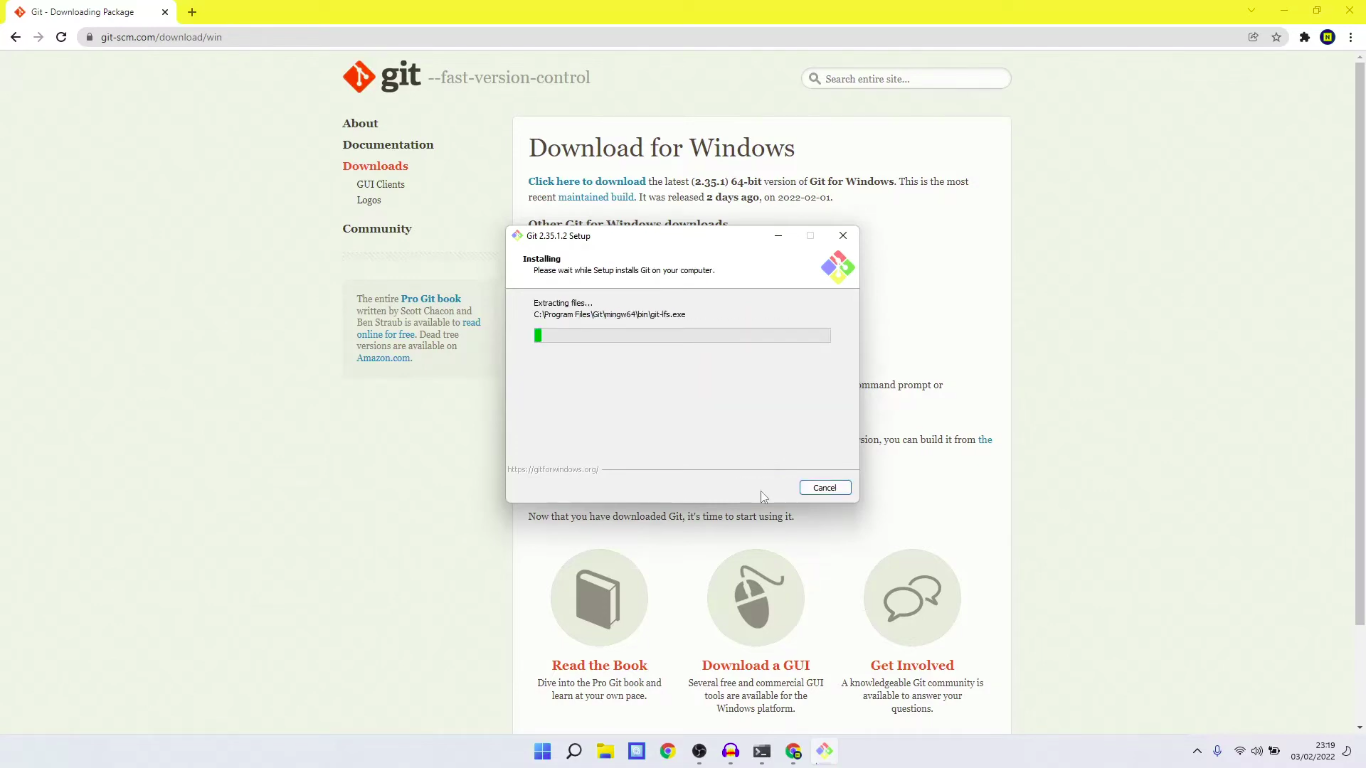 Git - Downloading Package
git-scm.com/download/win
git --fast-version-control
Search entire site...
About
Documentation
Downloads
GUI Clients
Logos
Community
The entire Pro Git book
written by Scott Chacon and
Ben Straub is available to read
online for free. Dead tree
versions are available on
Amazon.com.
Download for Windows
Click here to download the latest (2.35.1) 64-bit version of Git for Windows. This is the most
recent maintained build. It was released 2 days ago, on 2022-02-01.
Other Git for Windows downloads
Git 2.35.1.2 Setup
Installing
Please wait while Setup installs Git on your computer.
Extracting files...
C:\Program Files\Git\mingw64\bin\git-lfs.exe
https://gitforwindows.org/
Cancel
ommand prompt or
rsion, you can build it from the
Now that you have downloaded Git, it's time to start using it.
Read the Book
Dive into the Pro Git book and
learn at your own pace.
Download a GUI
Several free and commercial GUI
tools are available for the
Windows platform.
Get Involved
A knowledgeable Git community is
available to answer your
questions.
23:19
03/02/2022